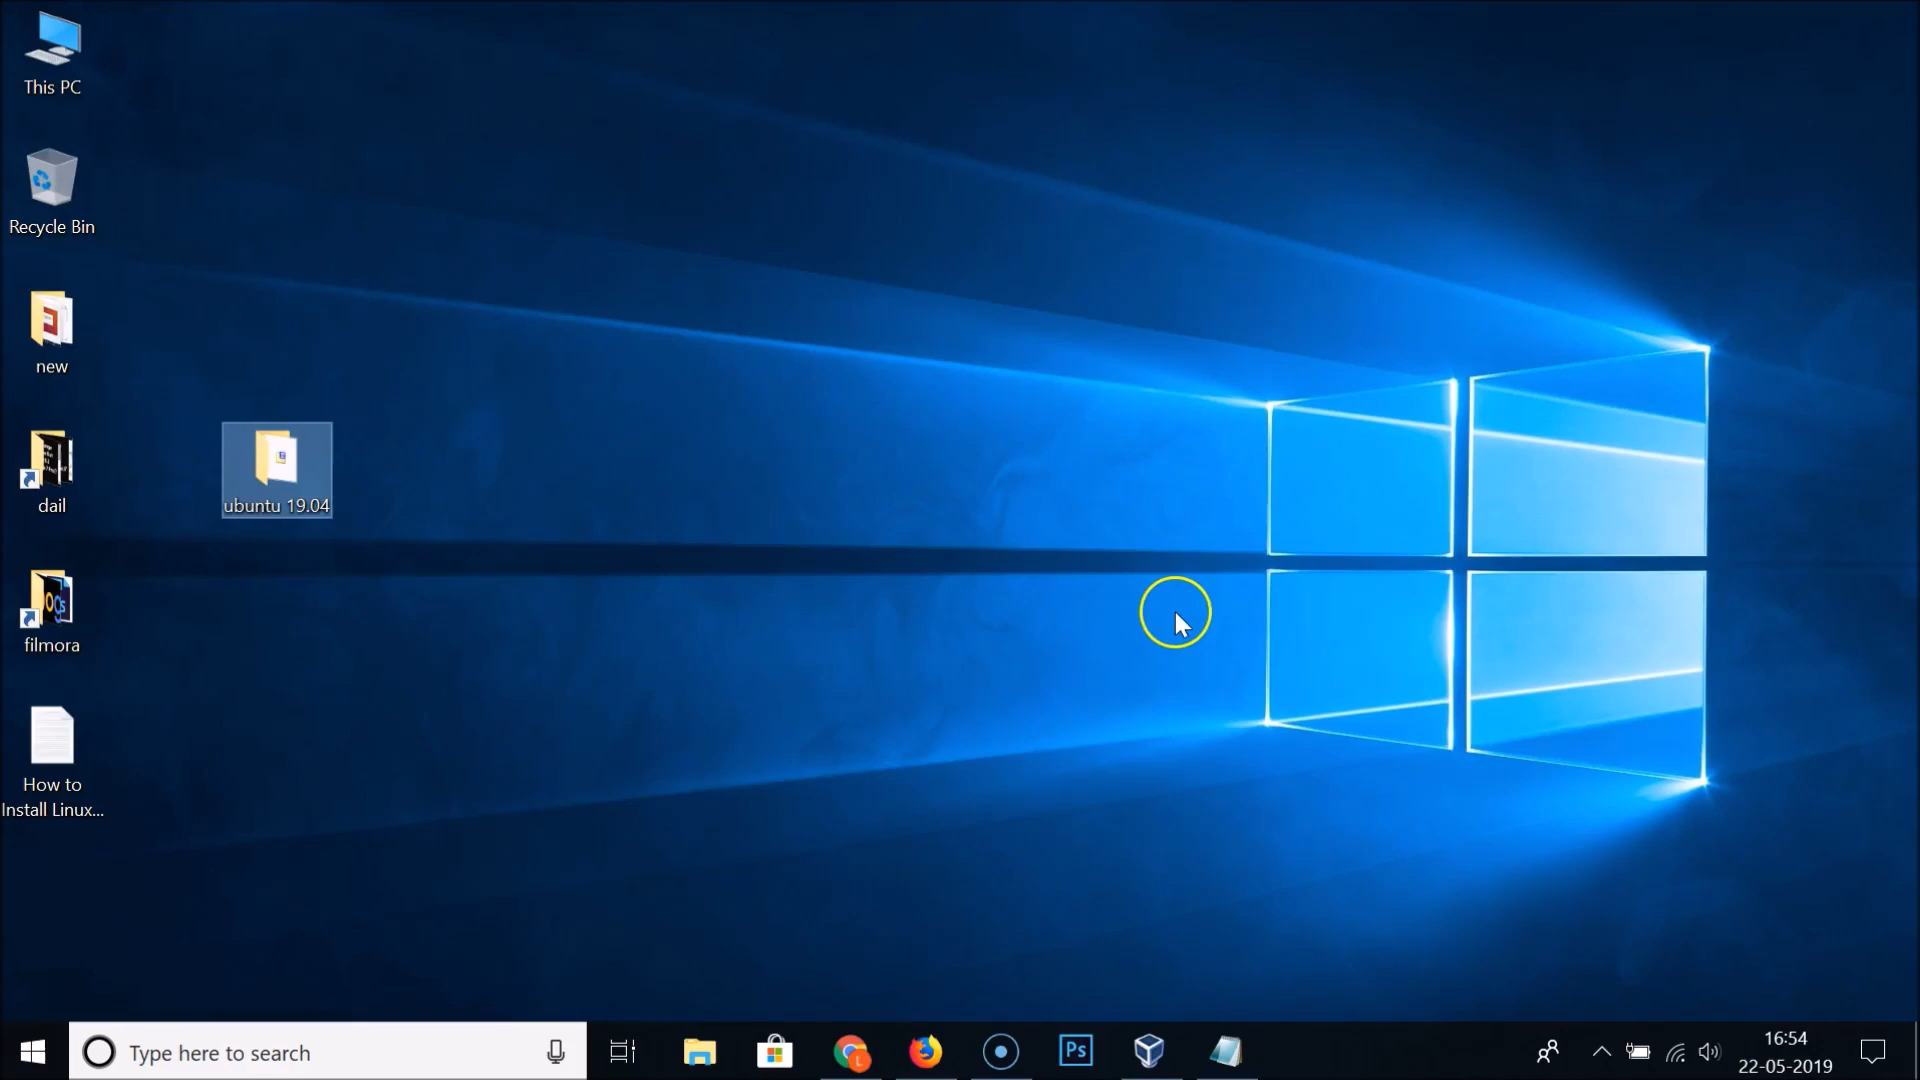 This PC
Recycle Bin
new
dail
ubuntu 19.04
filmora
How to
Install Linux...
Type here to search
L
Ps
16:54
22-05-2019